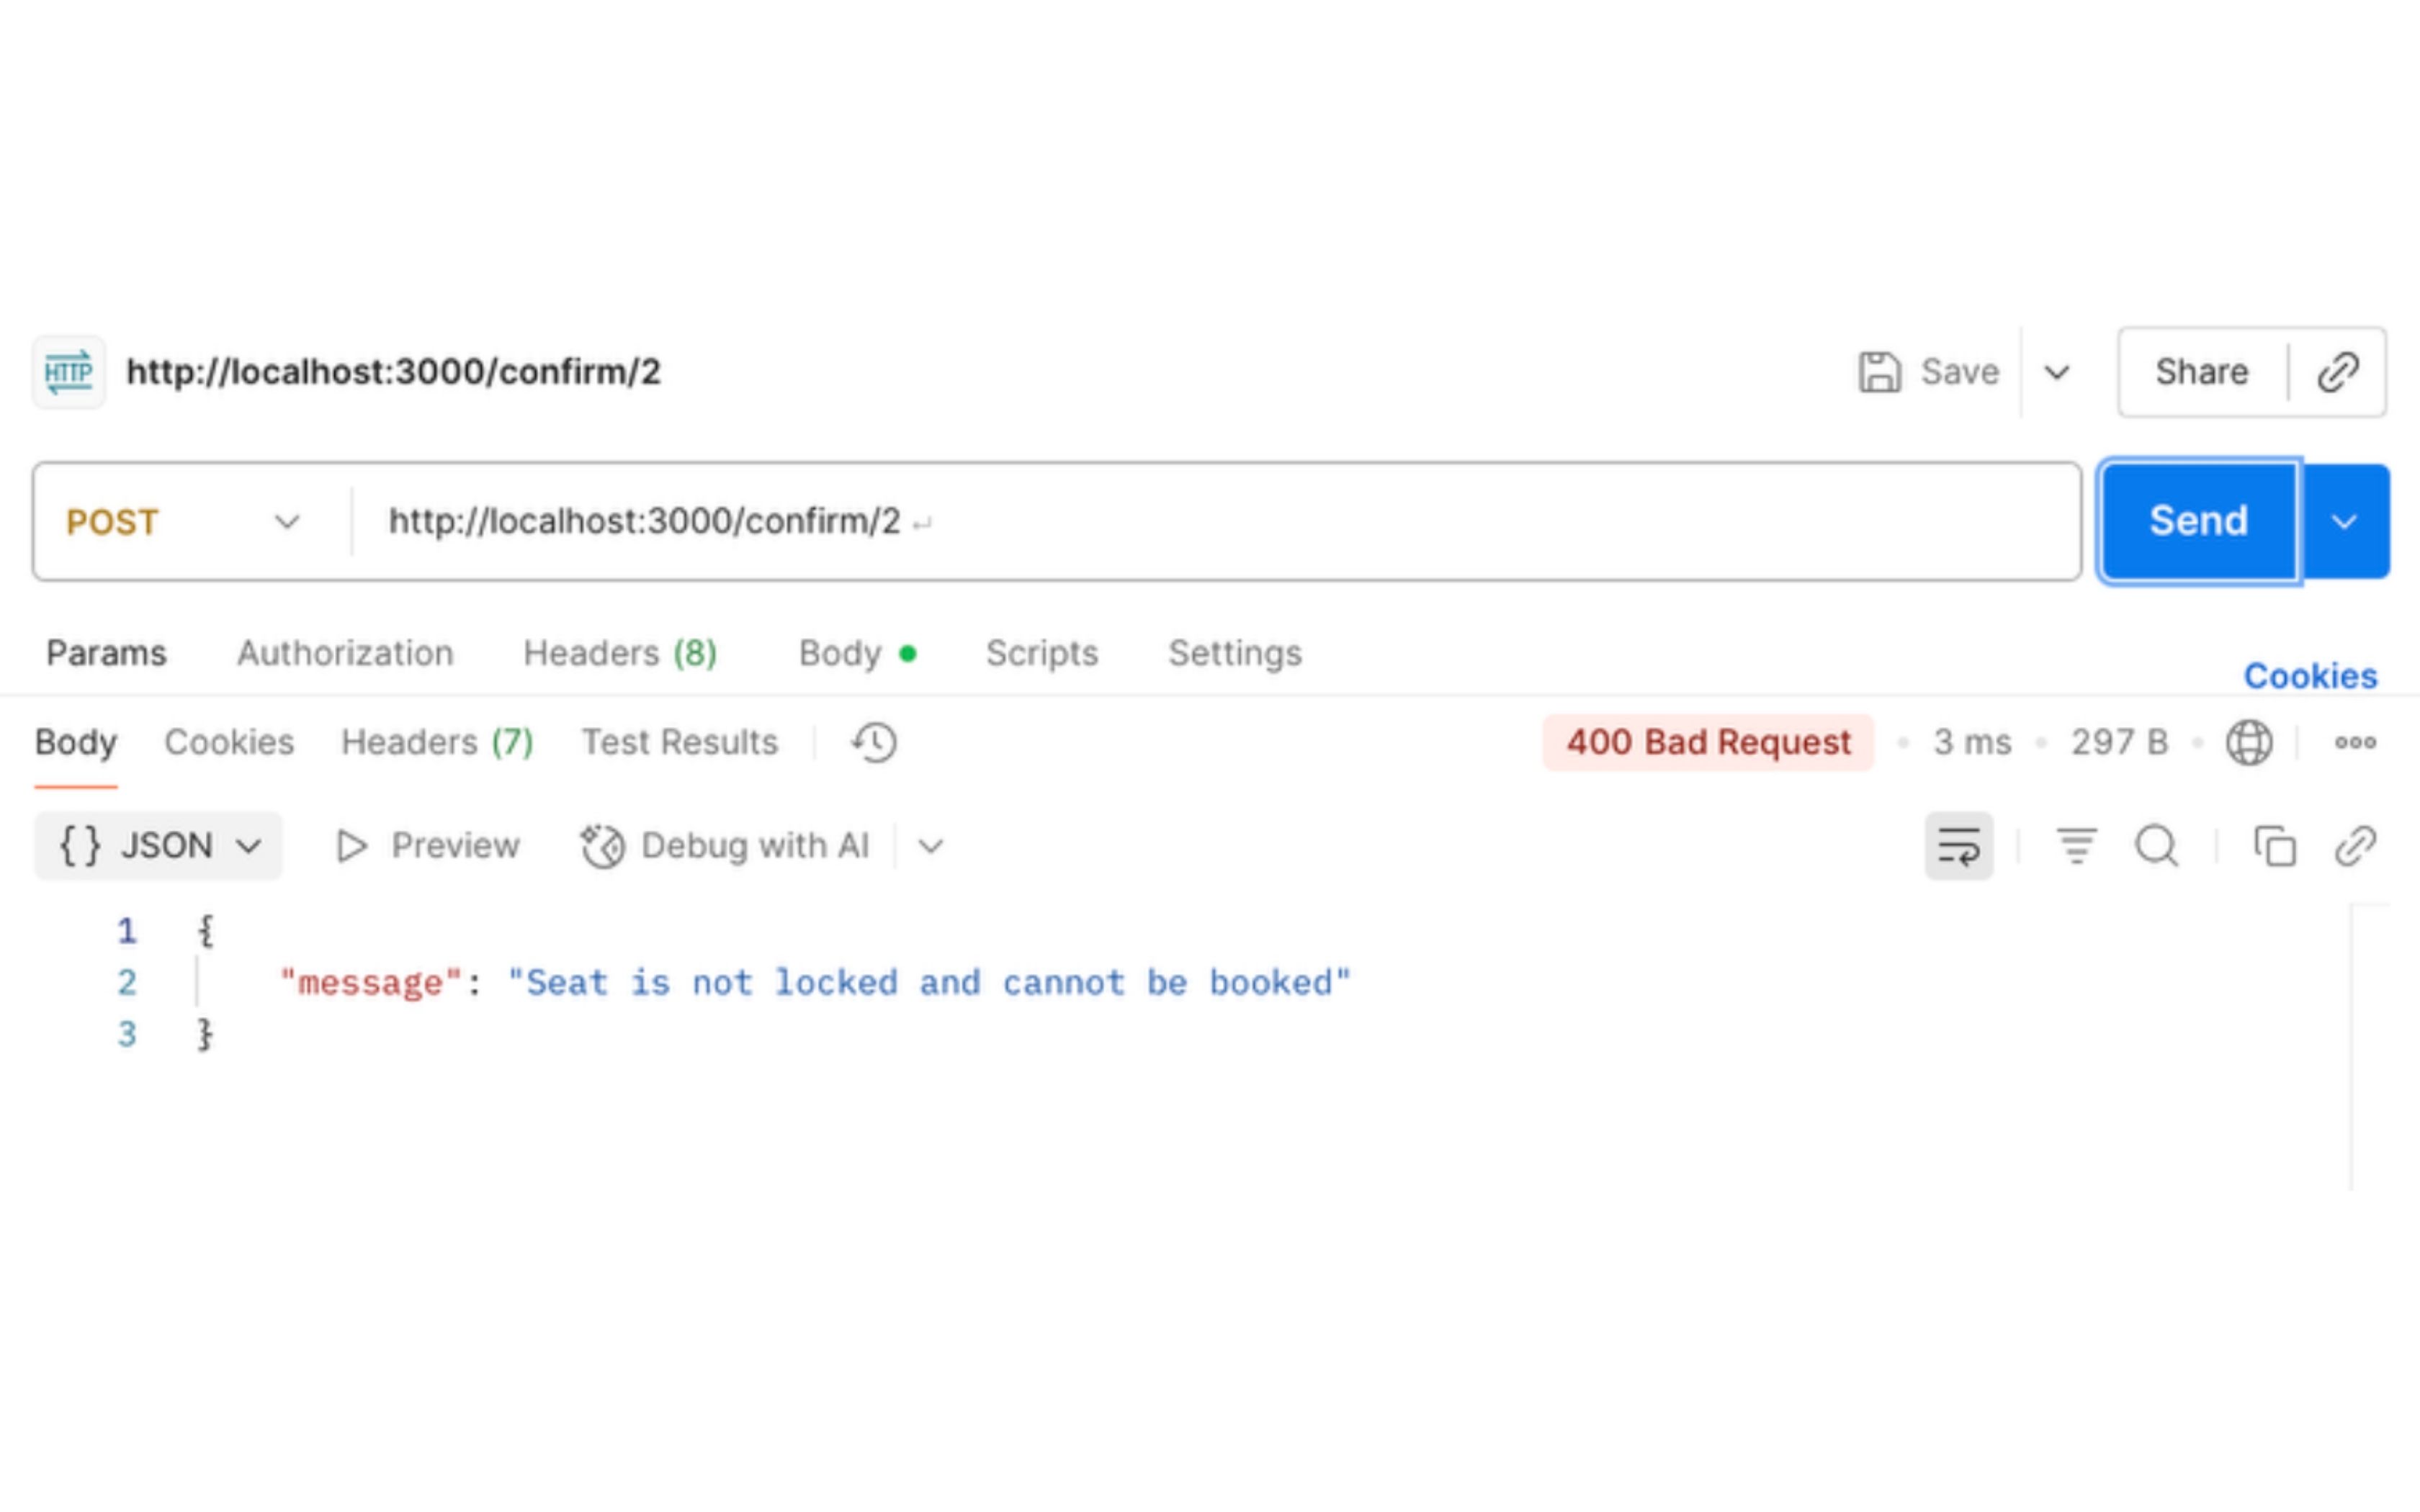 HTTP http://localhost:3000/confirm/2 Save Share
POST http://localhost:3000/confirm/2 Send
Params Authorization Headers (8) Body Scripts Settings Cookies
Body Cookies Headers (7) Test Results 400 Bad Request • 3 ms • 297 B
{} JSON Preview Debug with AI
1 {
2 "message": "Seat is not locked and cannot be booked"
3 }